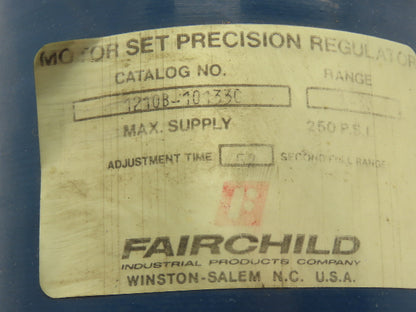 MOTOR SET PRECISION REGULATOR
CATALOG NO. RANGE
MAX. SUPPLY 250 P.S.I.
ADJUSTMENT TIME SECOND FULL RANGE
FAIRCHILD
INDUSTRIAL PRODUCTS COMPANY
WINSTON-SALEM N.C. U.S.A.